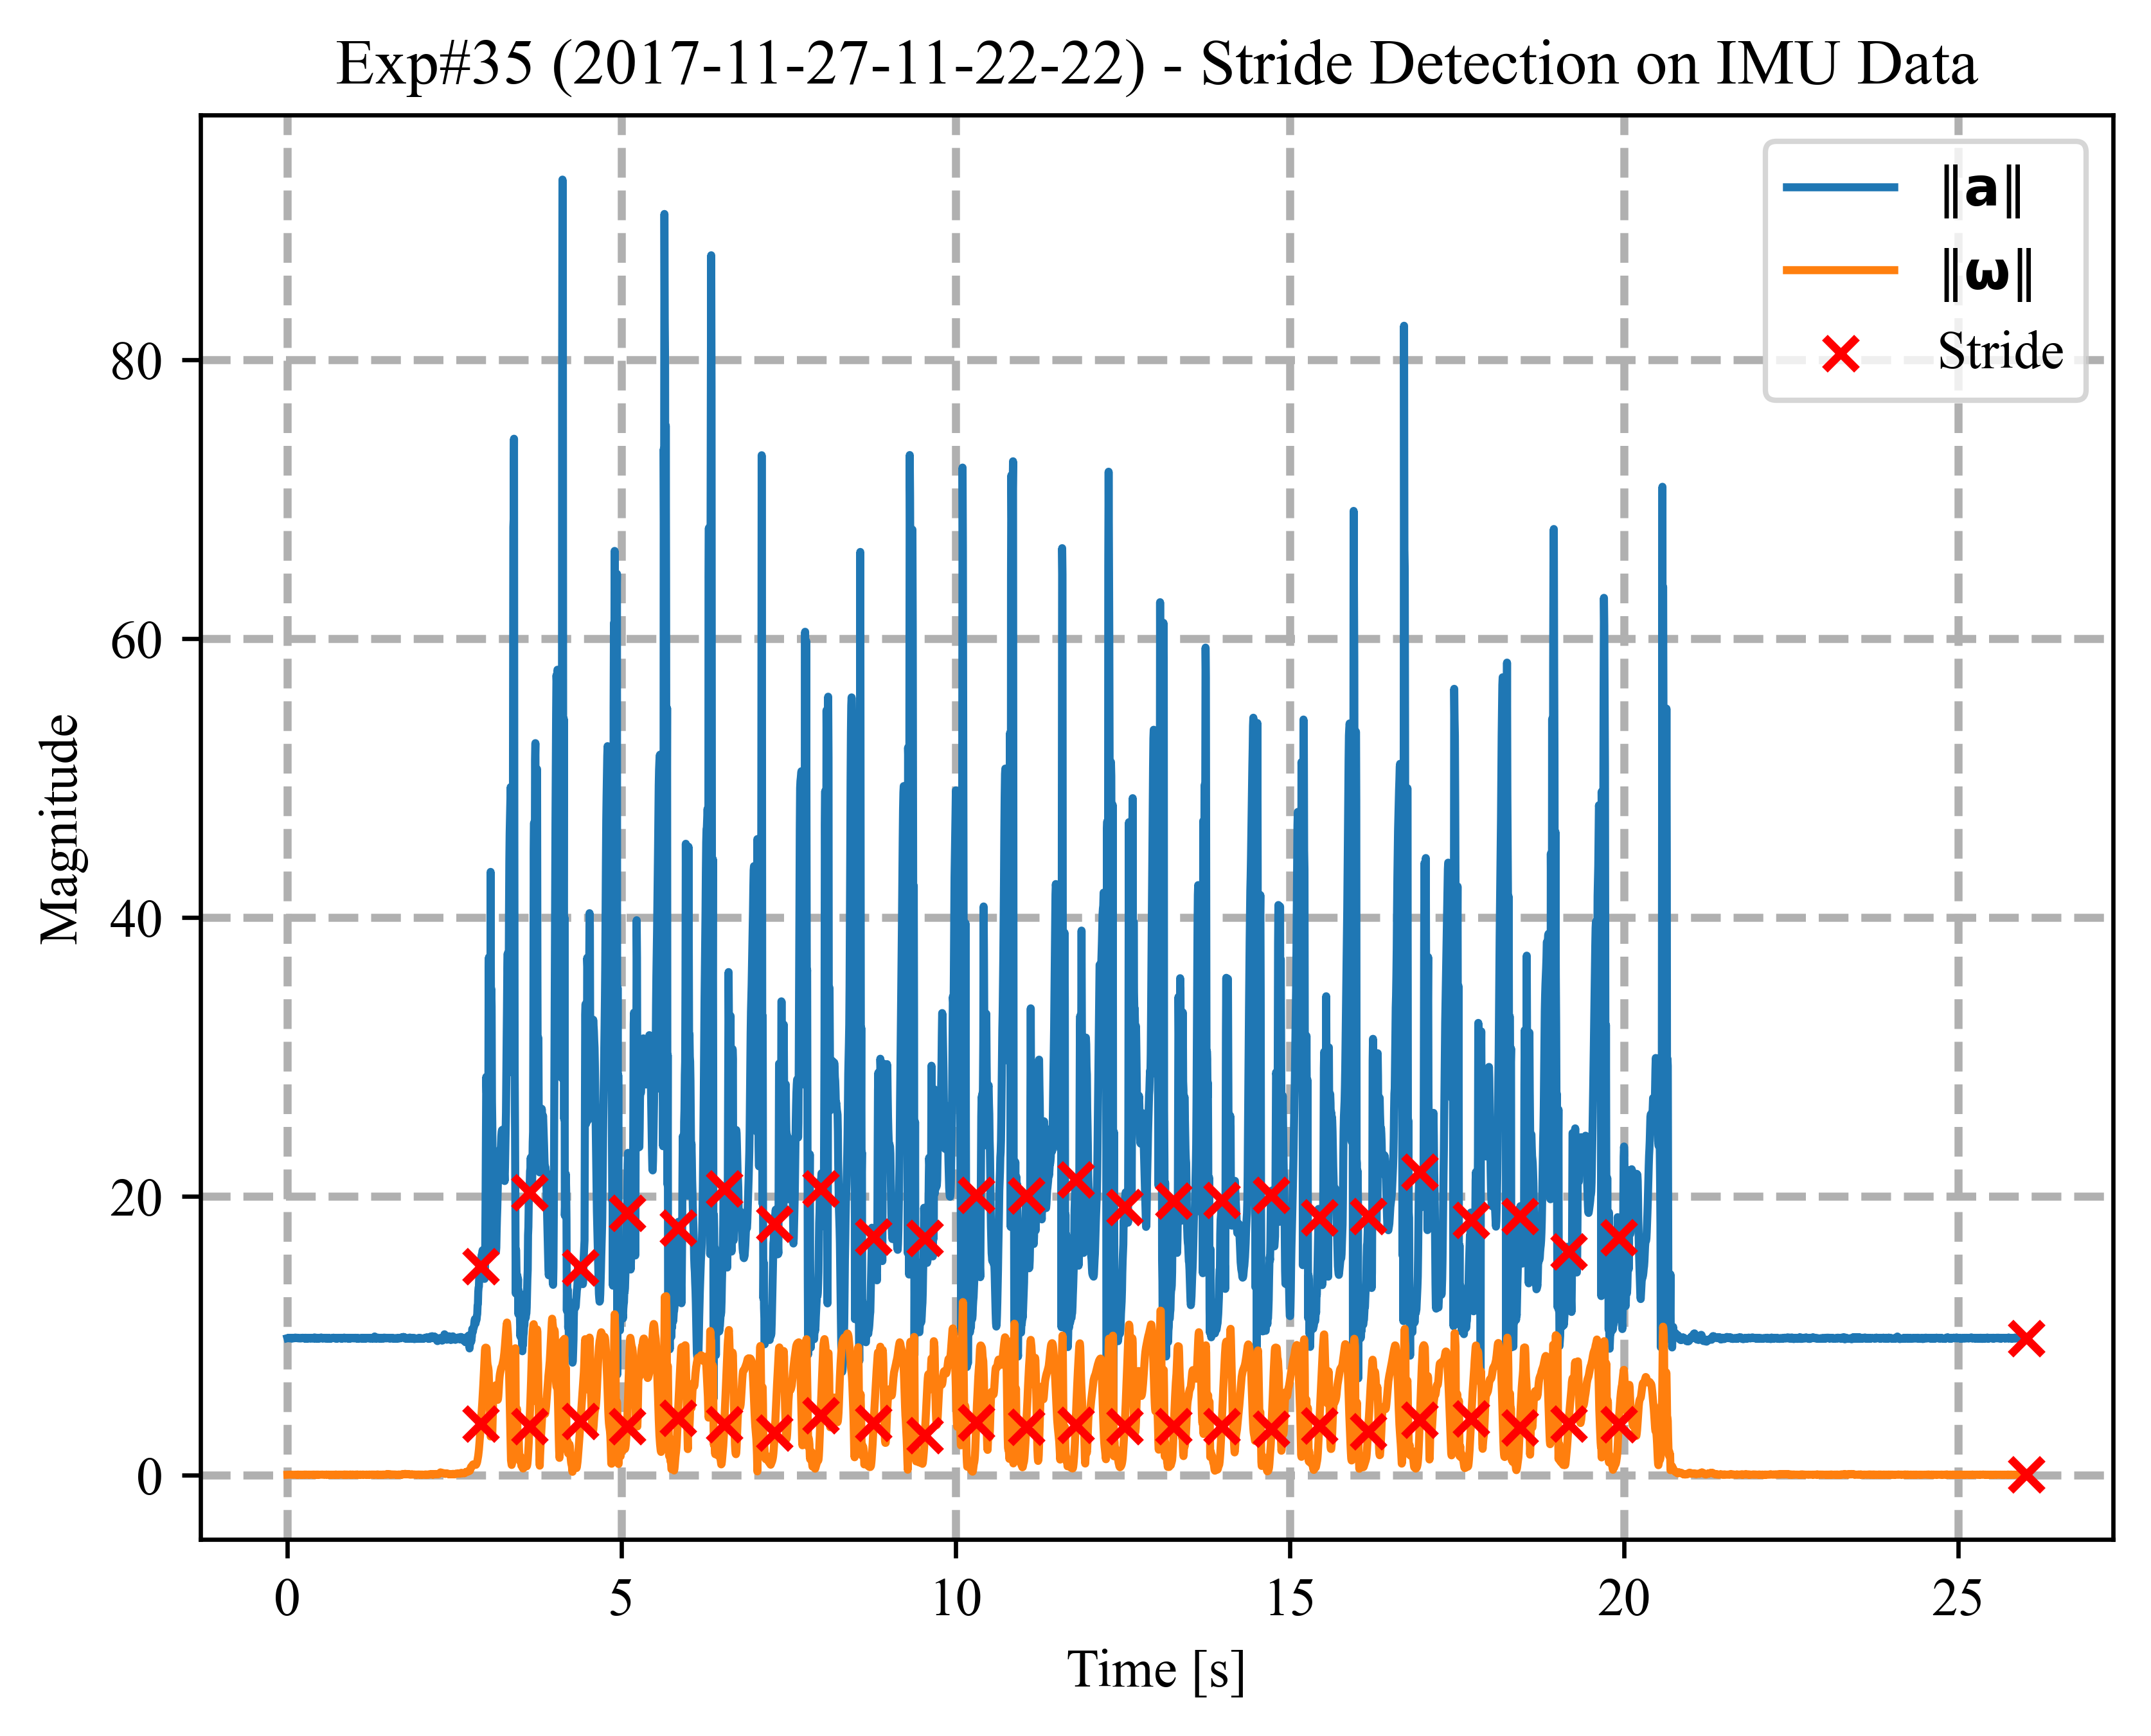 Exp#35 (2017-11-27-11-22-22) - Stride Detection on IMU Data
‖a‖
‖ω‖
Stride
Magnitude
80
60
40
20
0
0 5 10 15 20 25
Time [s]